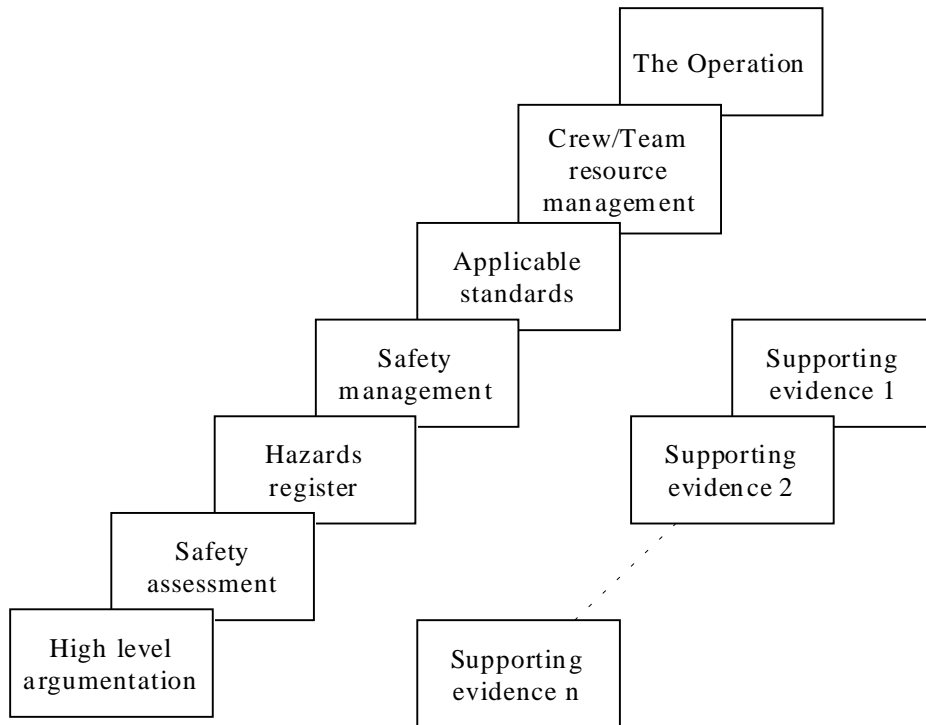 The Operation
Crew/Team
resource
management
Applicable
standards
Safety
management
Supporting
evidence 1
Hazards
register
Supporting
evidence 2
Safety
assessment
High level
argumentation
Supporting
evidence n